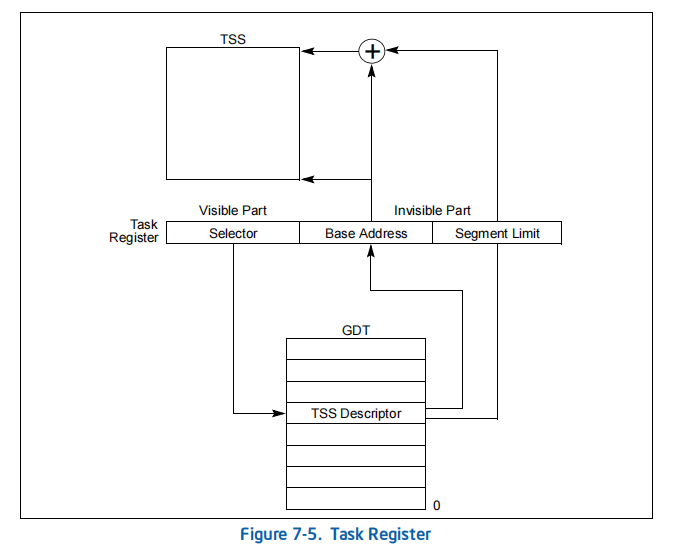 TSS
+
Visible Part
Invisible Part
Task
Register
Selector
Base Address
Segment Limit
GDT
TSS Descriptor
0
Figure 7-5. Task Register